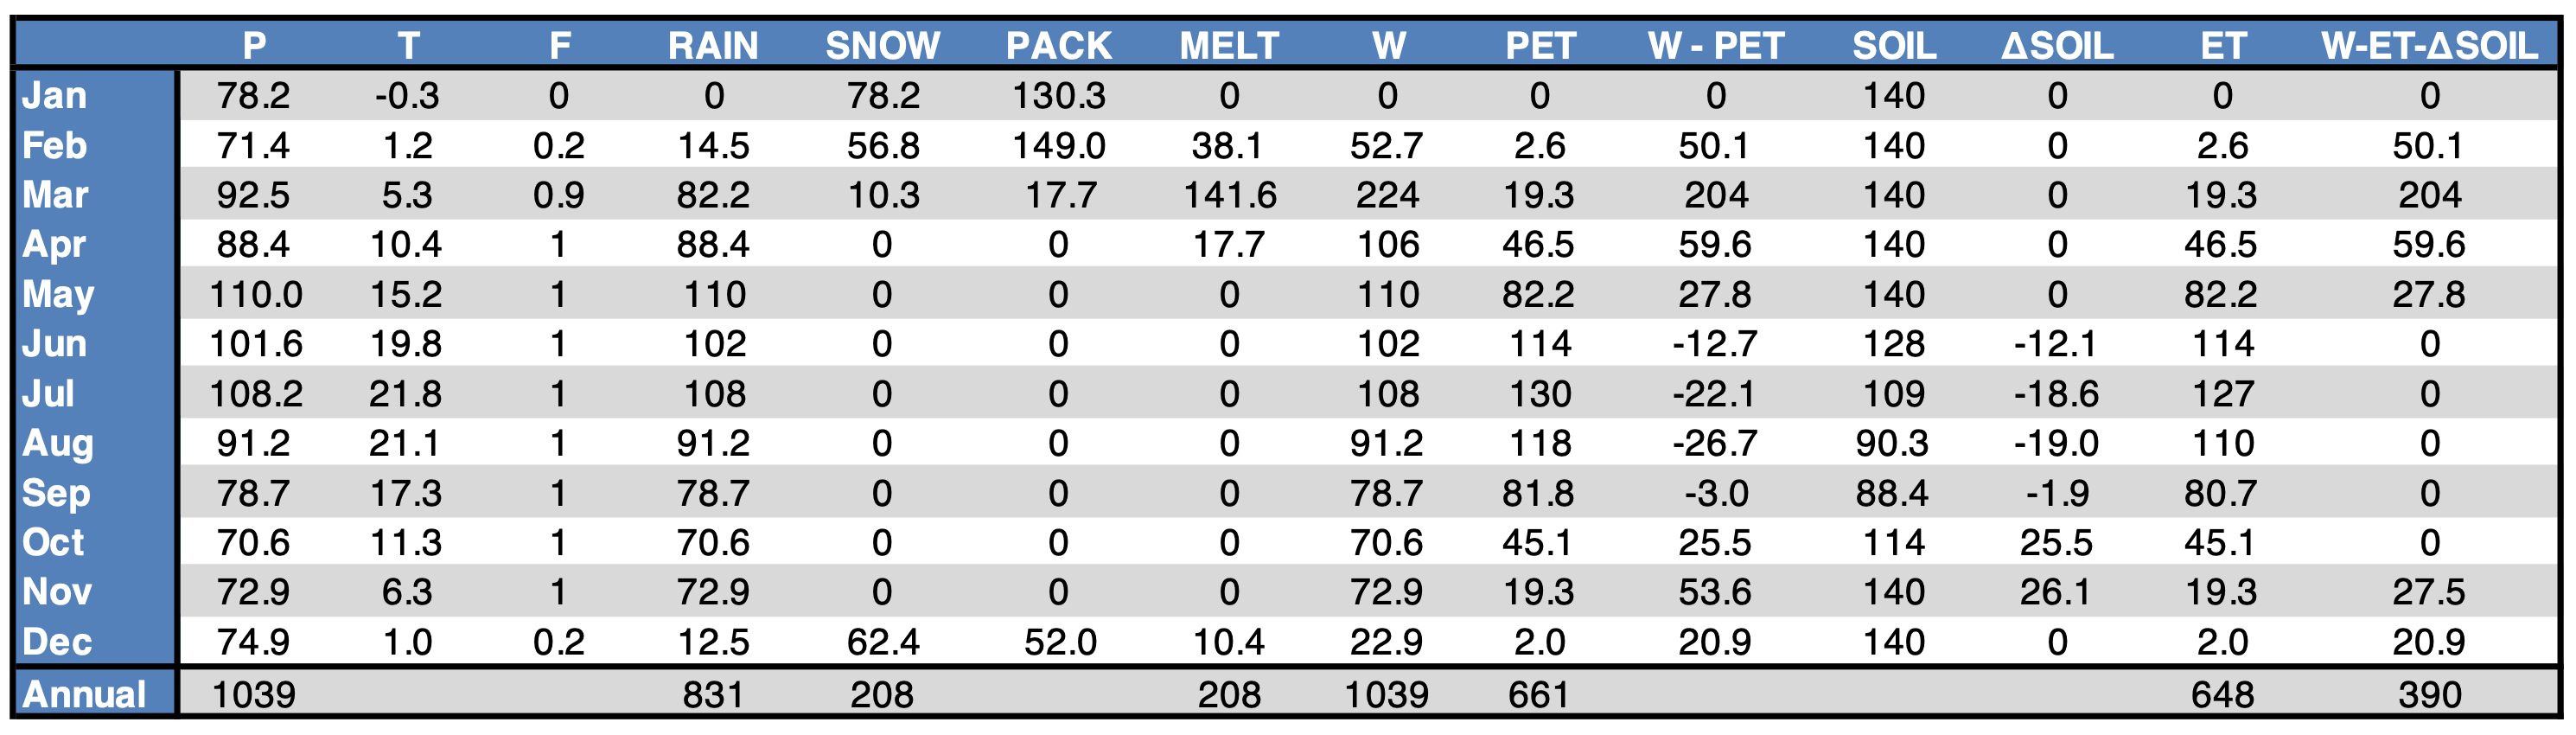 P T F RAIN SNOW PACK MELT W PET W - PET SOIL ΔSOIL ET W-ET-ΔSOIL
Jan 78.2 -0.3 0 0 78.2 130.3 0 0 0 0 140 0 0 0
Feb 71.4 1.2 0.2 14.5 56.8 149.0 38.1 52.7 2.6 50.1 140 0 2.6 50.1
Mar 92.5 5.3 0.9 82.2 10.3 17.7 141.6 224 19.3 204 140 0 19.3 204
Apr 88.4 10.4 1 88.4 0 0 17.7 106 46.5 59.6 140 0 46.5 59.6
May 110.0 15.2 1 110 0 0 0 110 82.2 27.8 140 0 82.2 27.8
Jun 101.6 19.8 1 102 0 0 0 102 114 -12.7 128 -12.1 114 0
Jul 108.2 21.8 1 108 0 0 0 108 130 -22.1 109 -18.6 127 0
Aug 91.2 21.1 1 91.2 0 0 0 91.2 118 -26.7 90.3 -19.0 110 0
Sep 78.7 17.3 1 78.7 0 0 0 78.7 81.8 -3.0 88.4 -1.9 80.7 0
Oct 70.6 11.3 1 70.6 0 0 0 70.6 45.1 25.5 114 25.5 45.1 0
Nov 72.9 6.3 1 72.9 0 0 0 72.9 19.3 53.6 140 26.1 19.3 27.5
Dec 74.9 1.0 0.2 12.5 62.4 52.0 10.4 22.9 2.0 20.9 140 0 2.0 20.9
Annual 1039 831 208 208 1039 661 648 390